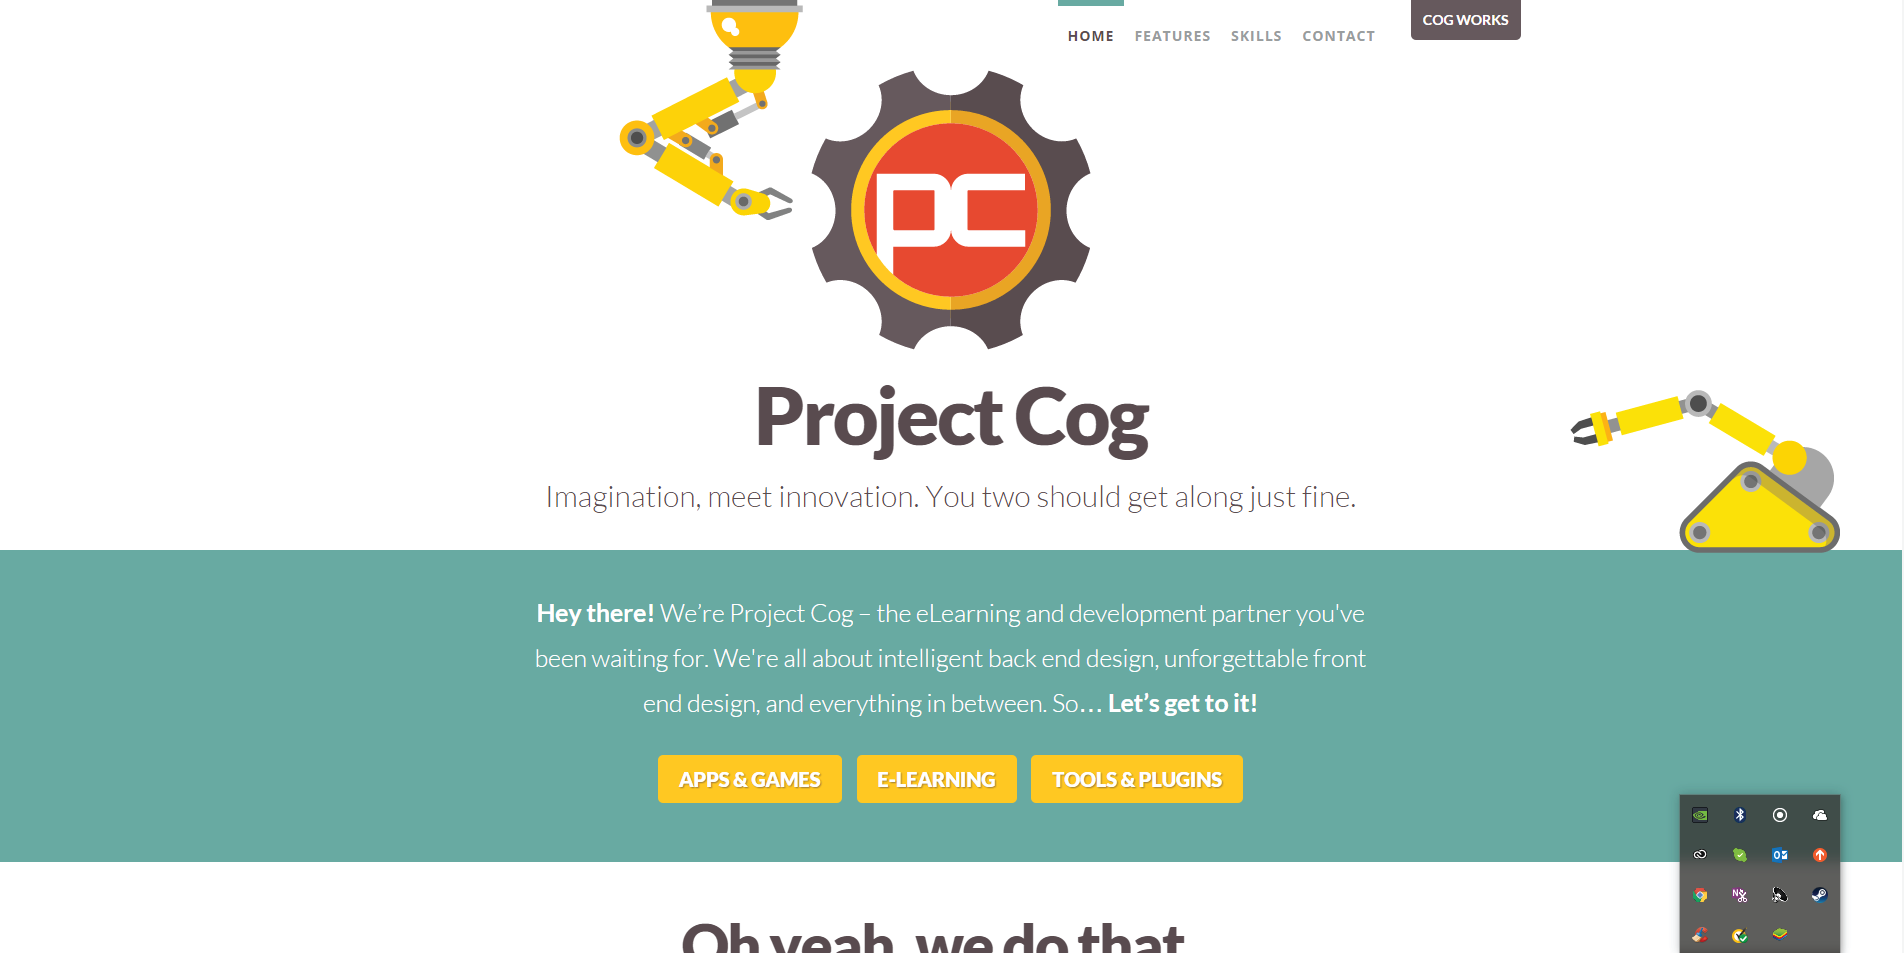 HOME FEATURES SKILLS CONTACT COG WORKS
PC
Project Cog
Imagination, meet innovation. You two should get along just fine.
Hey there! We’re Project Cog – the eLearning and development partner you've
been waiting for. We're all about intelligent back end design, unforgettable front
end design, and everything in between. So… Let’s get to it!
APPS & GAMES E-LEARNING TOOLS & PLUGINS
Oh yeah, we do that